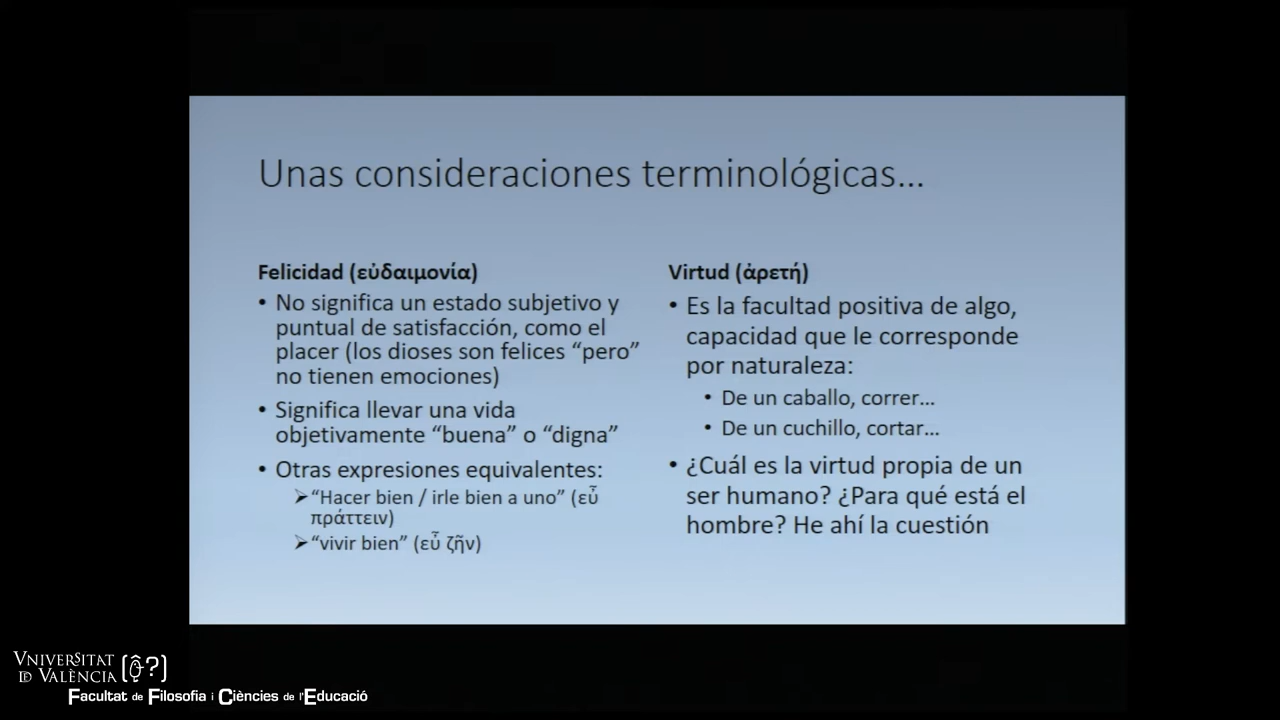 Unas consideraciones terminológicas...
Felicidad (εὐδαιμονία)
• No significa un estado subjetivo y
puntual de satisfacción, como el
placer (los dioses son felices “pero”
no tienen emociones)
• Significa llevar una vida
objetivamente “buena” o “digna”
• Otras expresiones equivalentes:
➢“Hacer bien / irle bien a uno” (εὖ
πράττειν)
➢“vivir bien” (εὖ ζῆν)
Virtud (ἀρετή)
• Es la facultad positiva de algo,
capacidad que le corresponde
por naturaleza:
• De un caballo, correr...
• De un cuchillo, cortar...
• ¿Cuál es la virtud propia de un
ser humano? ¿Para qué está el
hombre? He ahí la cuestión
VNIVERSITAT
DE VALÈNCIA
Facultat de Filosofia i Ciències de l'Educació